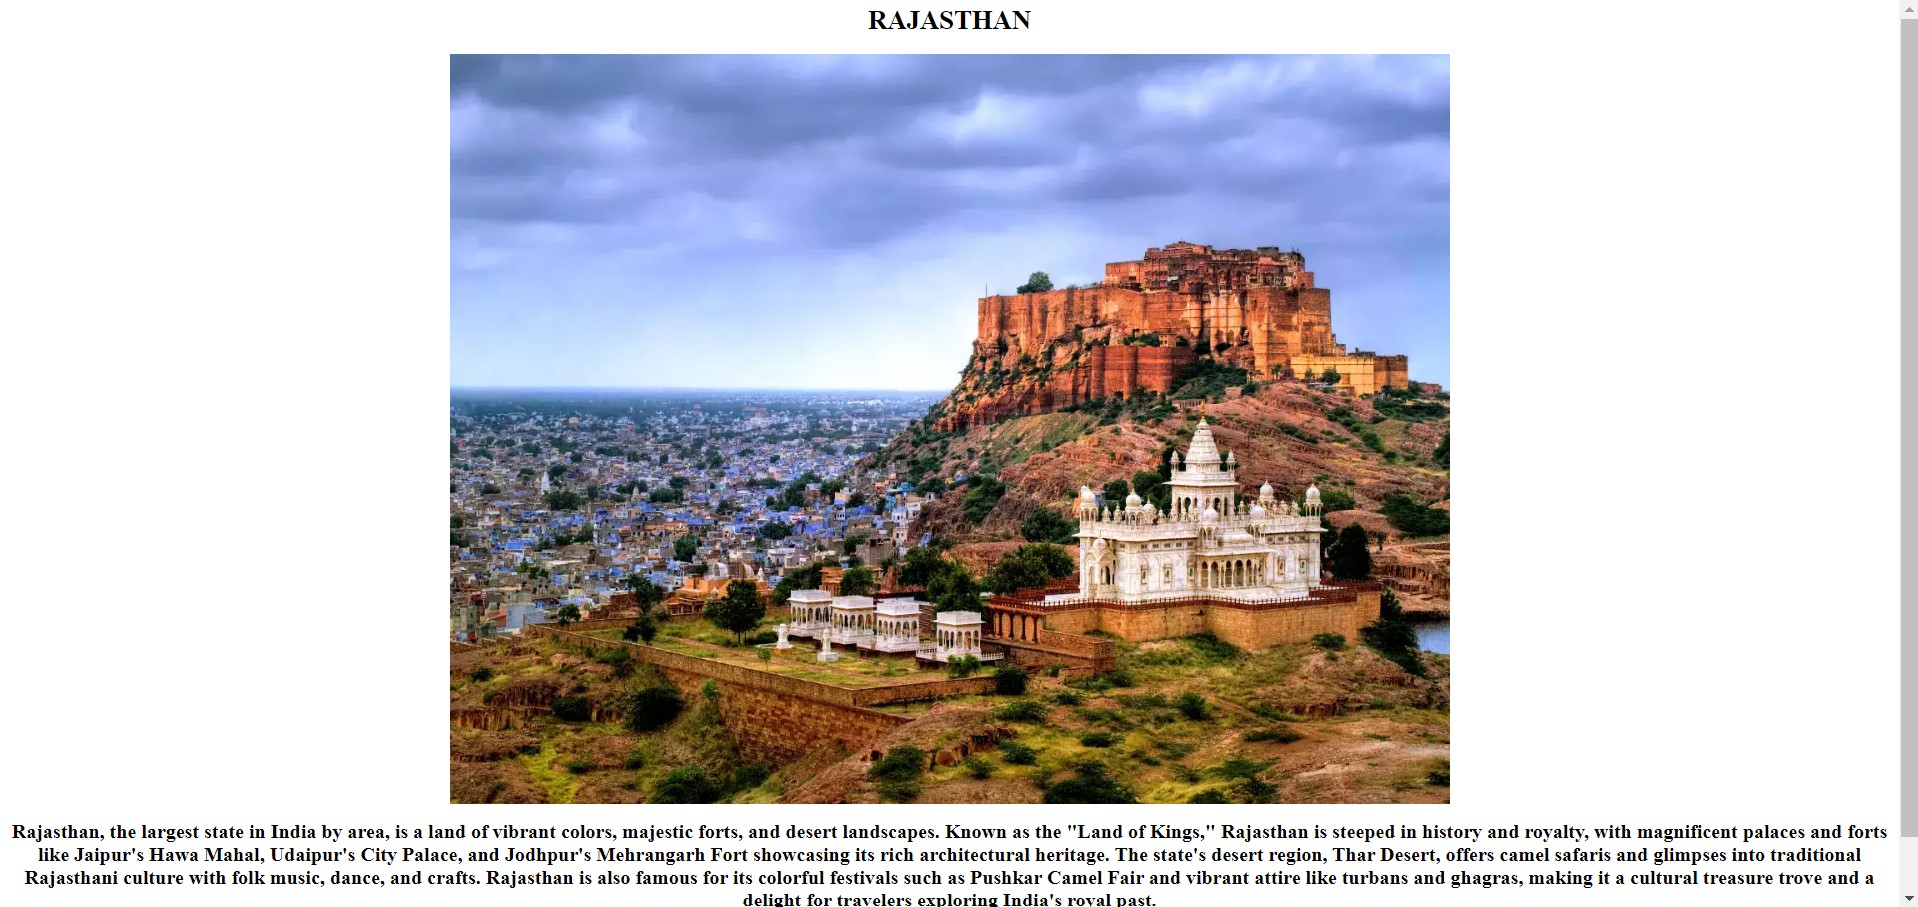 RAJASTHAN
Rajasthan, the largest state in India by area, is a land of vibrant colors, majestic forts, and desert landscapes. Known as the "Land of Kings," Rajasthan is steeped in history and royalty, with magnificent palaces and forts
like Jaipur's Hawa Mahal, Udaipur's City Palace, and Jodhpur's Mehrangarh Fort showcasing its rich architectural heritage. The state's desert region, Thar Desert, offers camel safaris and glimpses into traditional
Rajasthani culture with folk music, dance, and crafts. Rajasthan is also famous for its colorful festivals such as Pushkar Camel Fair and vibrant attire like turbans and ghagras, making it a cultural treasure trove and a
delight for travelers exploring India's royal past.